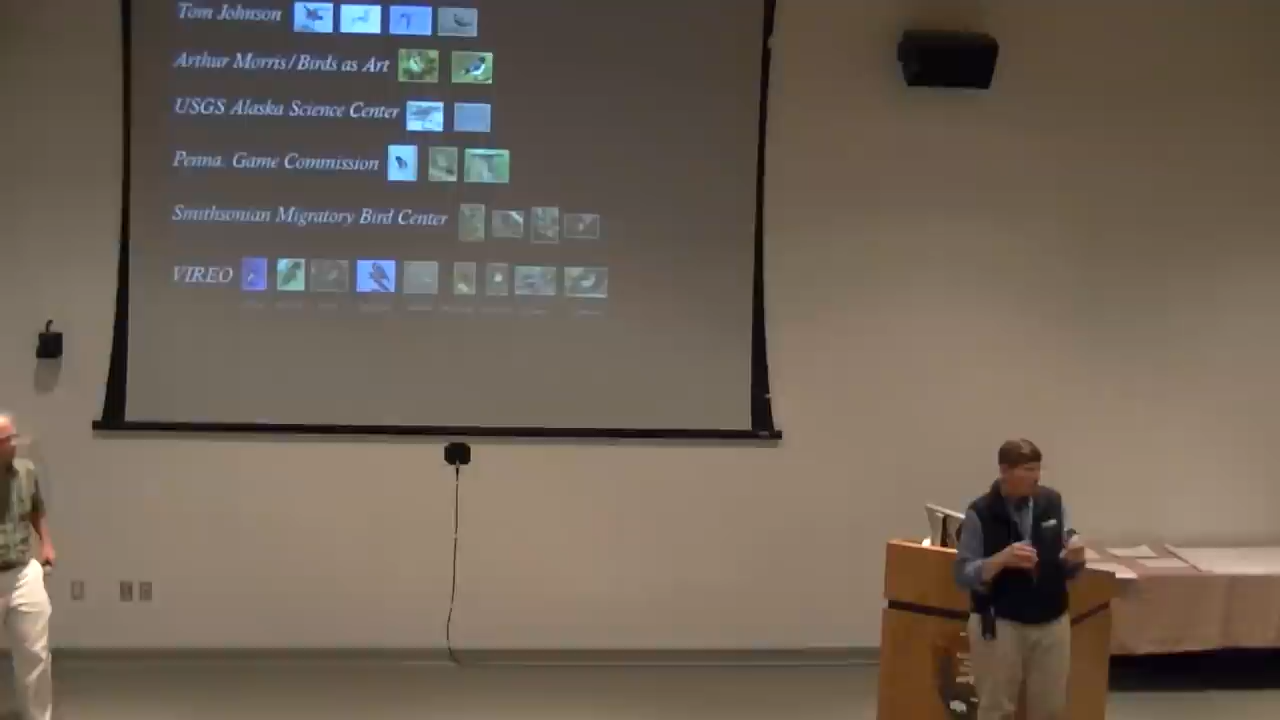 Tom Johnson
Arthur Morris/Birds as Art
USGS Alaska Science Center
Penna. Game Commission
Smithsonian Migratory Bird Center
VIREO